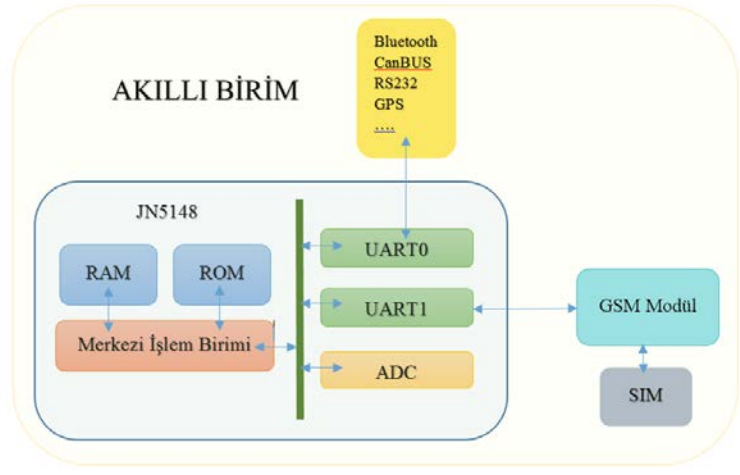 AKILLI BİRİM
Bluetooth
CanBUS
RS232
GPS
....
JN5148
RAM
ROM
Merkezi İşlem Birimi
UART0
UART1
ADC
GSM Modül
SIM